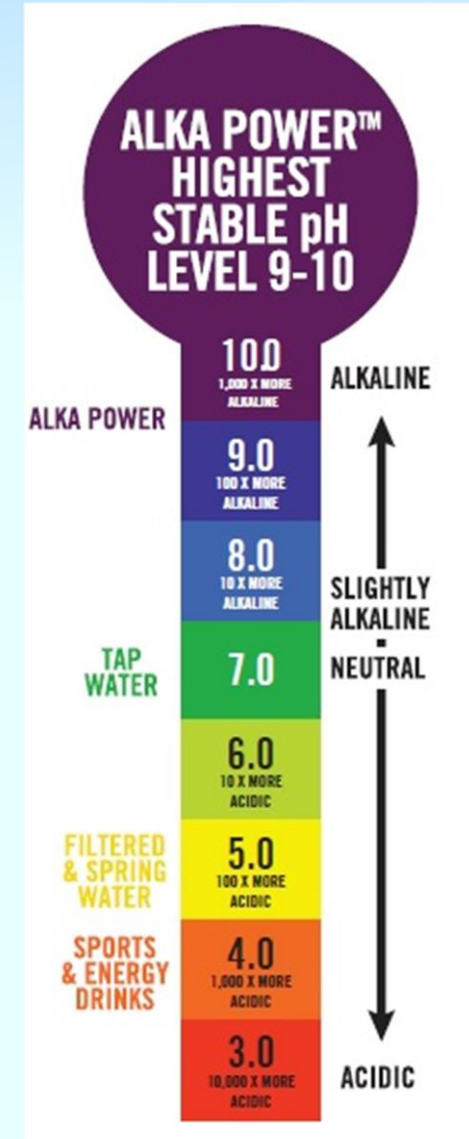 ALKA POWER™
HIGHEST
STABLE pH
LEVEL 9-10
10.0
1,000 X MORE
ALKALINE
ALKALINE
ALKA POWER
9.0
100 X MORE
ALKALINE
8.0
10 X MORE
ALKALINE
SLIGHTLY
ALKALINE
TAP
WATER
7.0
NEUTRAL
6.0
10 X MORE
ACIDIC
FILTERED
& SPRING
WATER
5.0
100 X MORE
ACIDIC
SPORTS
& ENERGY
DRINKS
4.0
1,000 X MORE
ACIDIC
3.0
10,000 X MORE
ACIDIC
ACIDIC